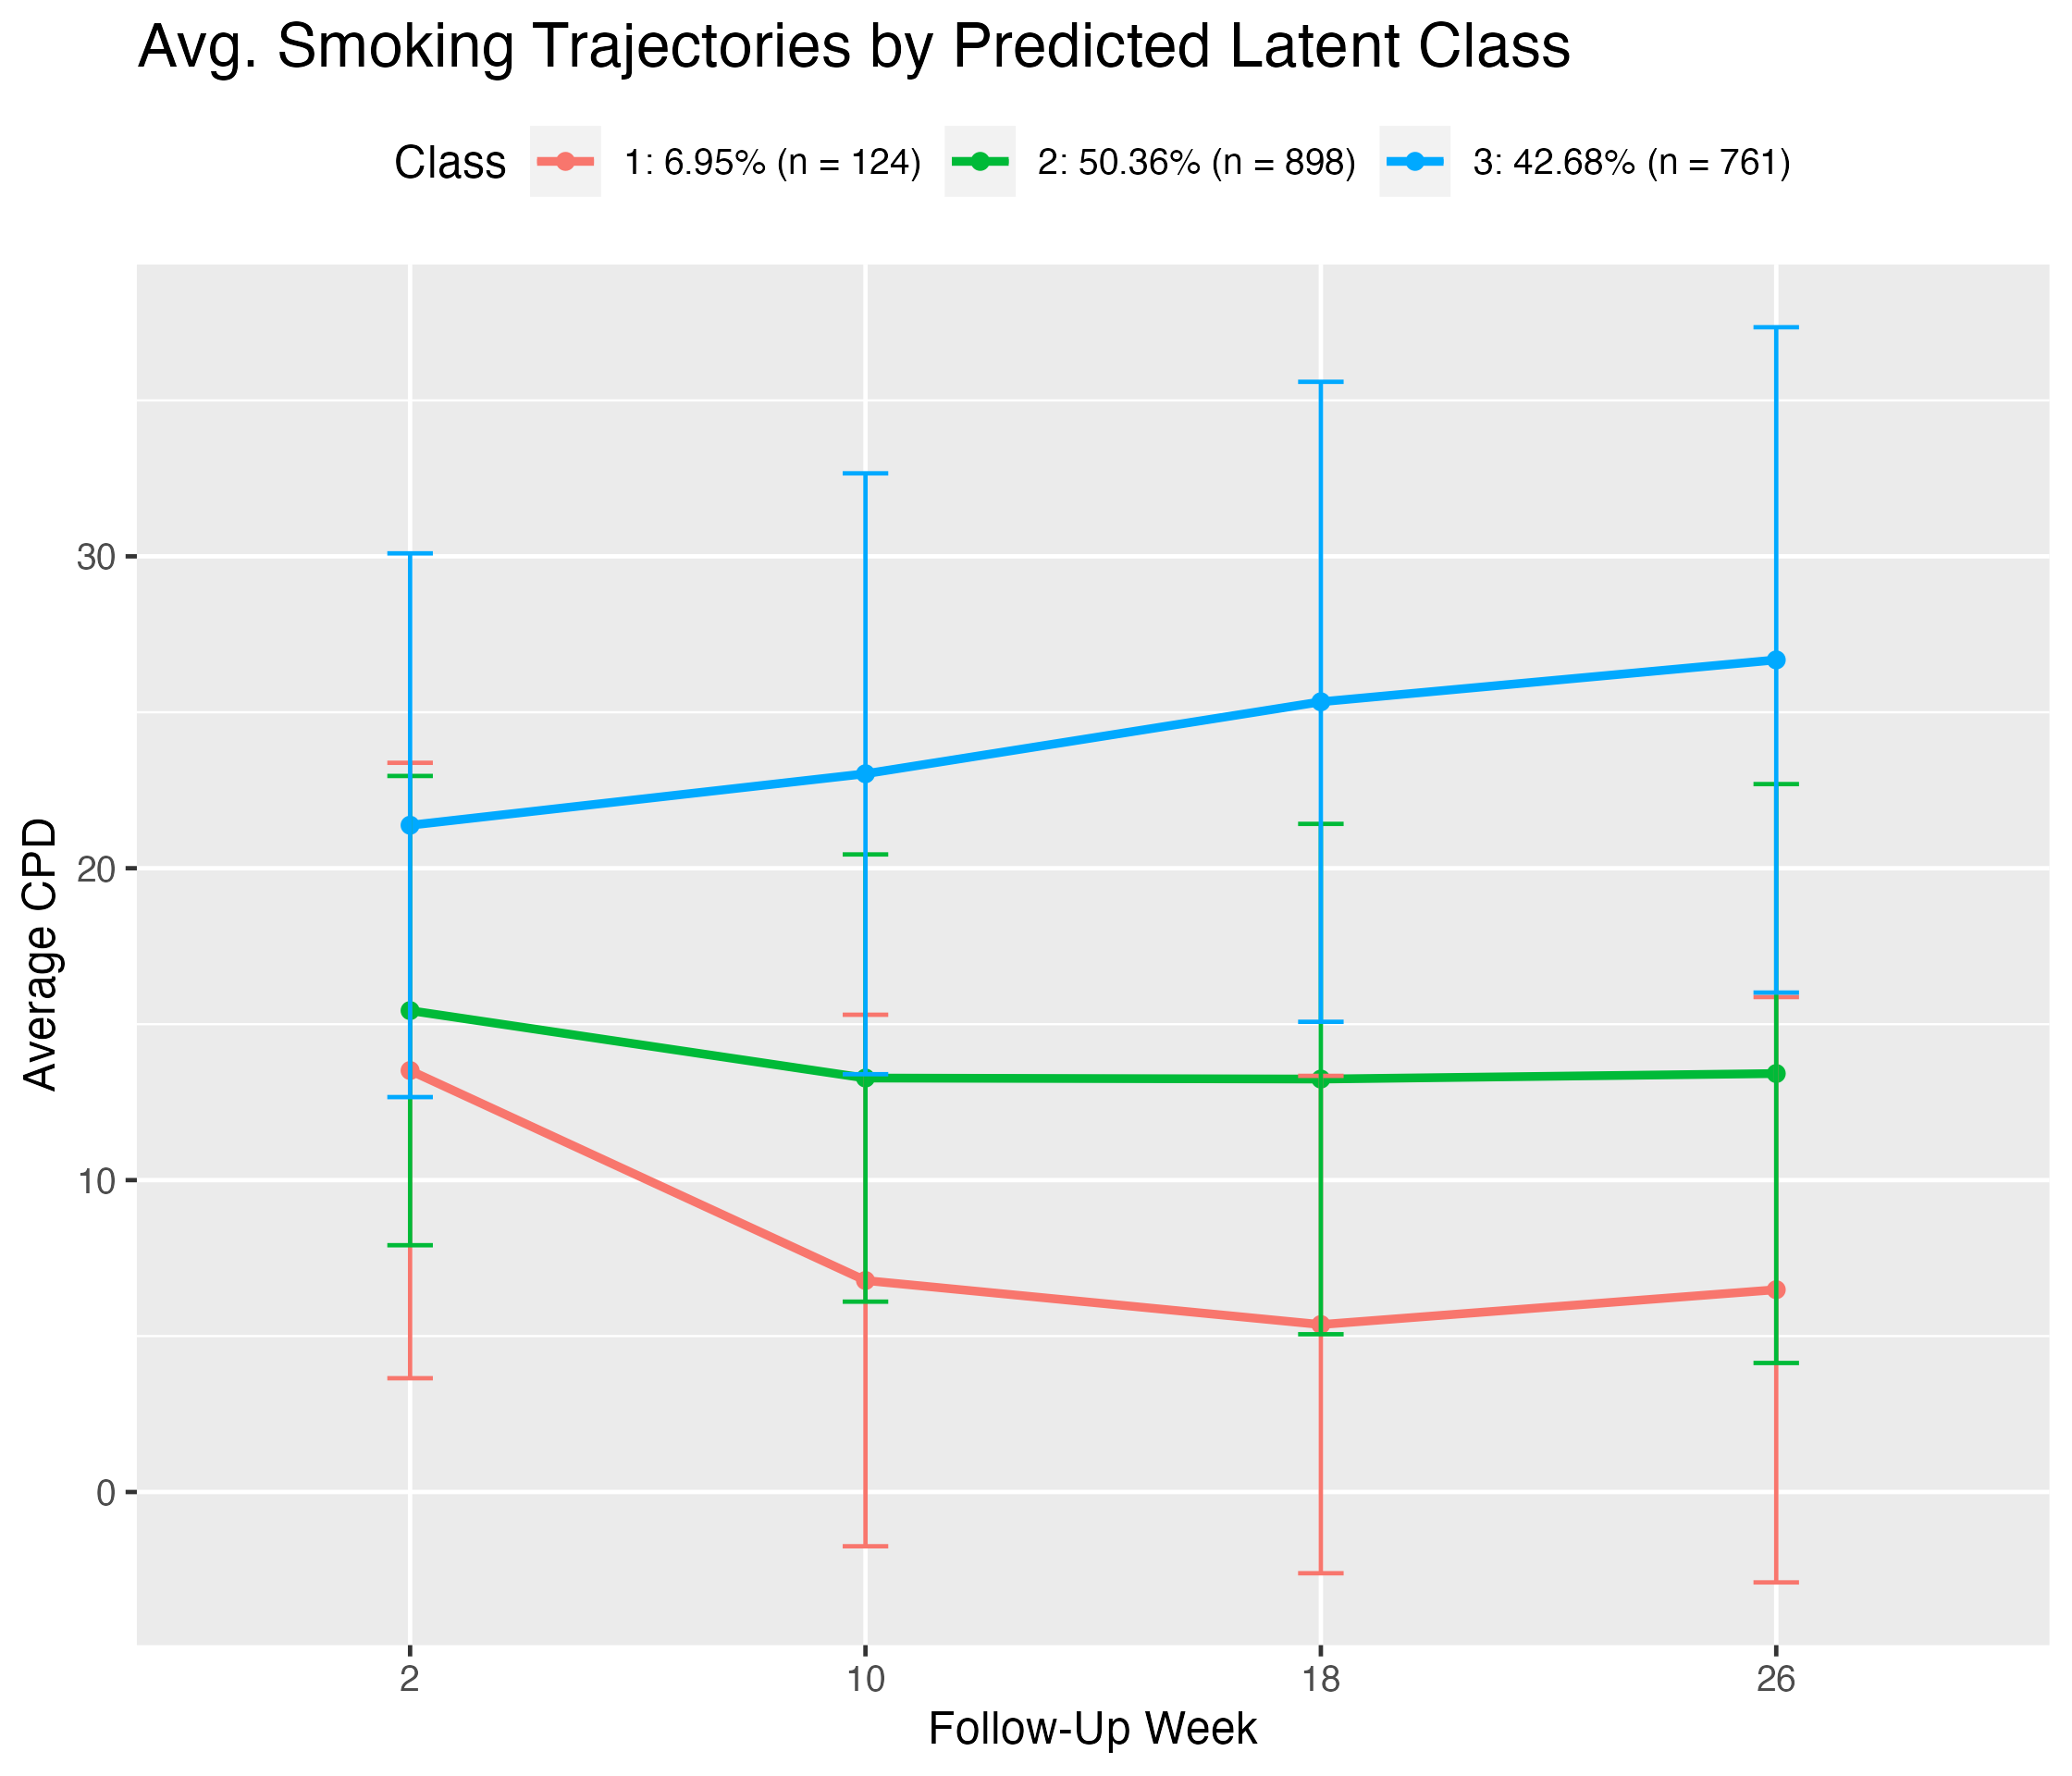 Avg. Smoking Trajectories by Predicted Latent Class
Class 1: 6.95% (n = 124) 2: 50.36% (n = 898) 3: 42.68% (n = 761)
Average CPD
30
20
10
0
2 10 18 26
Follow-Up Week